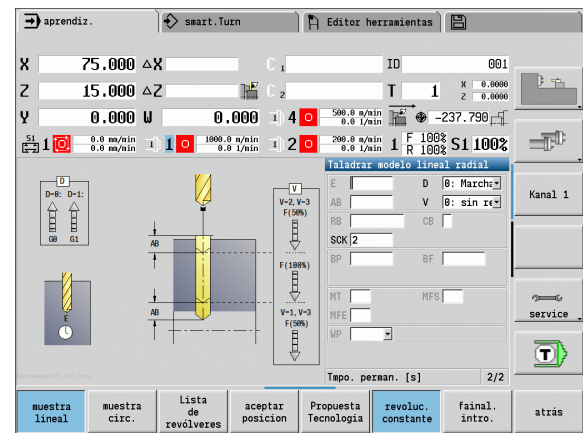 aprendiz.
smart.Turn
Editor herramientas
X 75.000 ΔX C 1 ID 001
Z 15.000 ΔZ C 2 T 1 X 0.0000
Z 0.0000
Y 0.000 W 0.000 4 500.0 m/min
0.0 1/min -237.798
S1 1 0.0 mm/min
0.0 mm/min 1 1000.0 m/min
0.0 1/min 2 200.0 m/min
0.0 1/min 1 F 100%
R 100% S1 100%
Taladrar modelo lineal radial
E D 0: Marcha
AB V 0: sin re
RB CB
SCK 2
BP BF
MT MFS
MFE
WP
Tmpo. perman. [s] 2/2
D
D=0: D=1:
G0 G1
E
AB
AB
V
V=2,V=3
F(50%)
F(100%)
V=1,V=3
F(50%)
Kanal 1
service
T
muestra
lineal
muestra
circ.
Lista
de
revólveres
aceptar
posicion
Propuesta
Tecnología
revoluc.
constante
fainal.
intro.
atrás